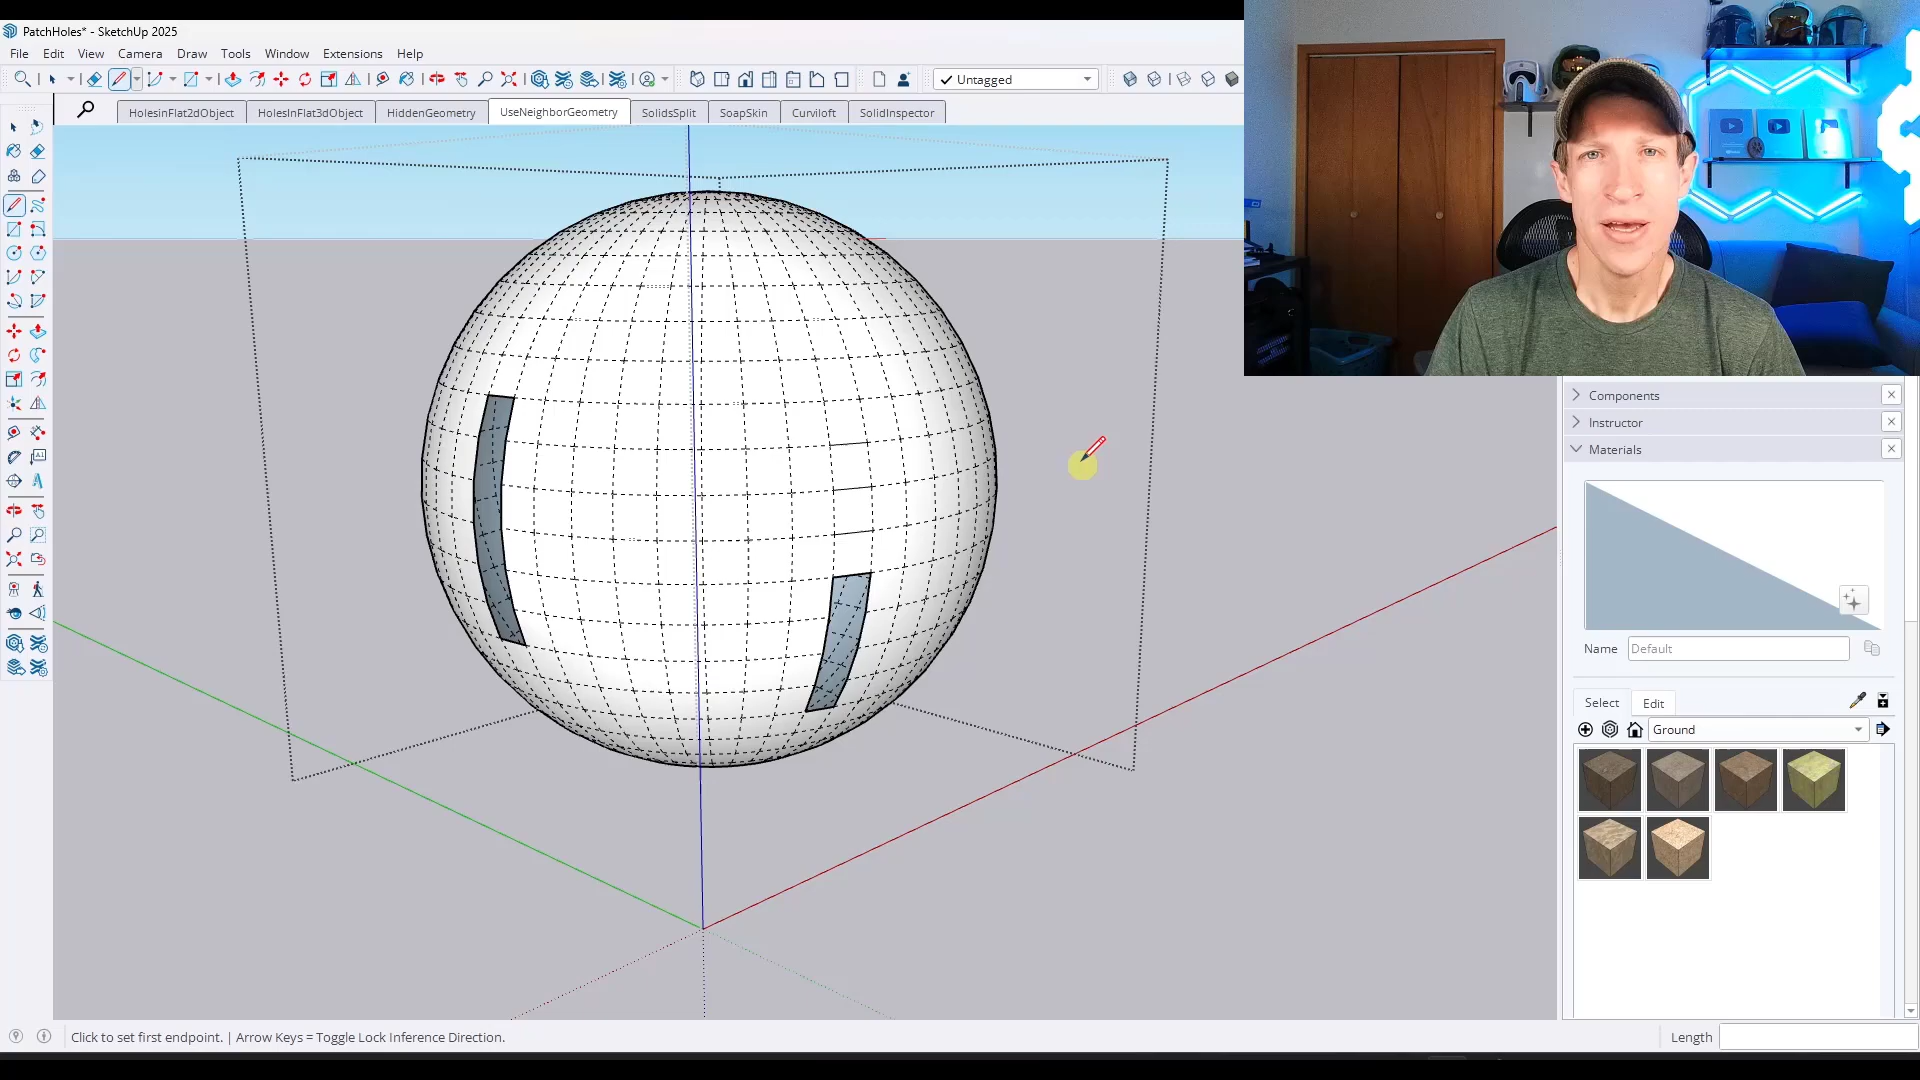 PatchHoles* - SketchUp 2025
File Edit View Camera Draw Tools Window Extensions Help
Untagged
HolesinFlat2dObject HolesInFlat3dObject HiddenGeometry UseNeighborGeometry SolidsSplit SoapSkin Curviloft SolidInspector
Components
Instructor
Materials
Name Default
Select Edit
Ground
Click to set first endpoint. | Arrow Keys = Toggle Lock Inference Direction.
Length